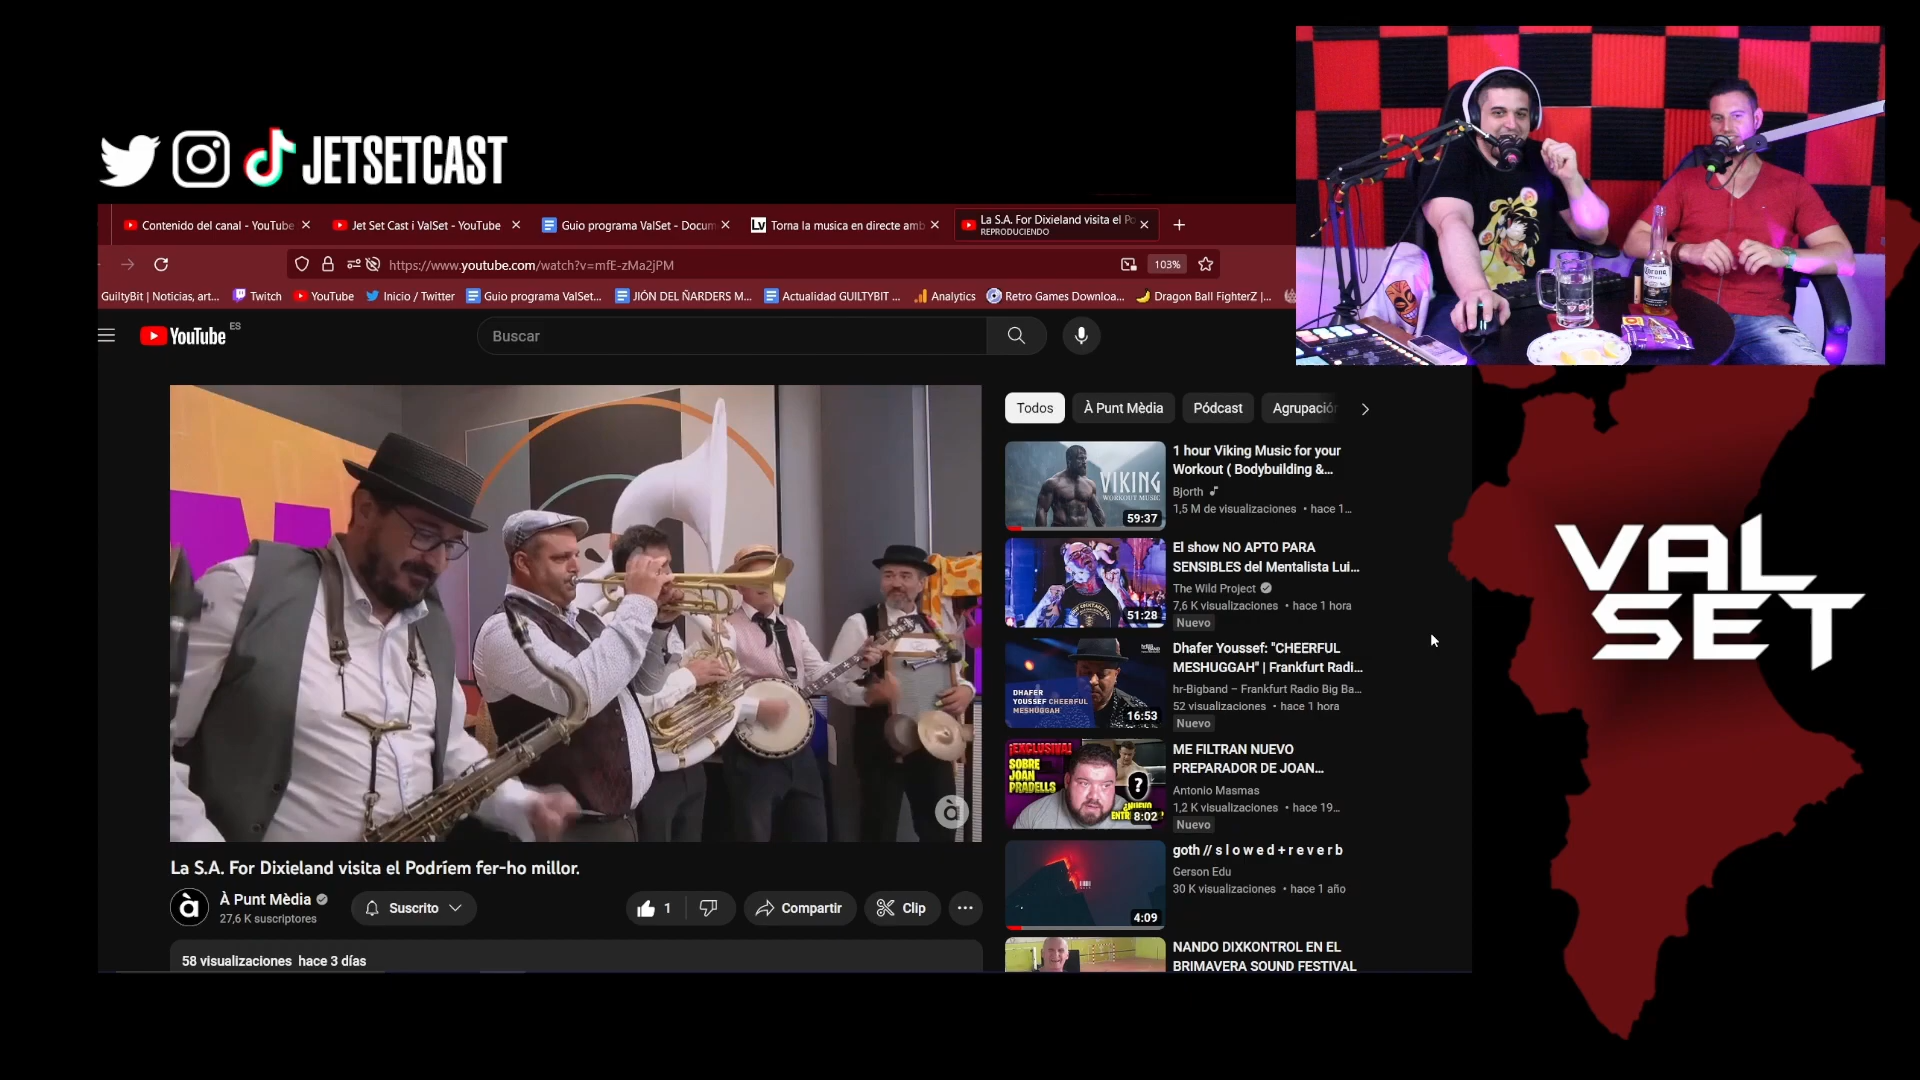 JETSETCAST
Contenido del canal - YouTube
Jet Set Cast i ValSet - YouTube
Guio programa ValSet - Docum
Torna la musica en directe amb
La S.A. For Dixieland visita el Po
REPRODUCIENDO
https://www.youtube.com/watch?v=mfE-zMa2jPM
103%
GuiltyBit | Noticias, art...
Twitch
YouTube
Inicio / Twitter
Guio programa ValSet...
JIÓN DEL ÑARDERS M...
Actualidad GUILTYBIT ...
Analytics
Retro Games Downloa...
Dragon Ball FighterZ |...
YouTube ES
Buscar
Todos
À Punt Mèdia
Pódcast
Agrupación
VIKING
WORKOUT MUSIC
59:37
1 hour Viking Music for your
Workout ( Bodybuilding &...
Bjorth
1,5 M de visualizaciones • hace 1...
51:28
El show NO APTO PARA
SENSIBLES del Mentalista Lui...
The Wild Project
7,6 K visualizaciones • hace 1 hora
Nuevo
DHAFER
YOUSSEF CHEERFUL
MESHUGGAH
16:53
Dhafer Youssef: "CHEERFUL
MESHUGGAH" | Frankfurt Radi...
hr-Bigband – Frankfurt Radio Big Ba...
52 visualizaciones • hace 1 hora
Nuevo
¡EXCLUSIVA!
SOBRE
JOAN
PRADELLS
?
8:02
ME FILTRAN NUEVO
PREPARADOR DE JOAN...
Antonio Masmas
1,2 K visualizaciones • hace 19...
Nuevo
4:09
goth // s l o w e d + r e v e r b
Gerson Edu
30 K visualizaciones • hace 1 año
NANDO DIXKONTROL EN EL
BRIMAVERA SOUND FESTIVAL
La S.A. For Dixieland visita el Podríem fer-ho millor.
À Punt Mèdia
27,6 K suscriptores
Suscrito
1
Compartir
Clip
58 visualizaciones hace 3 días
Corona
VAL
SET